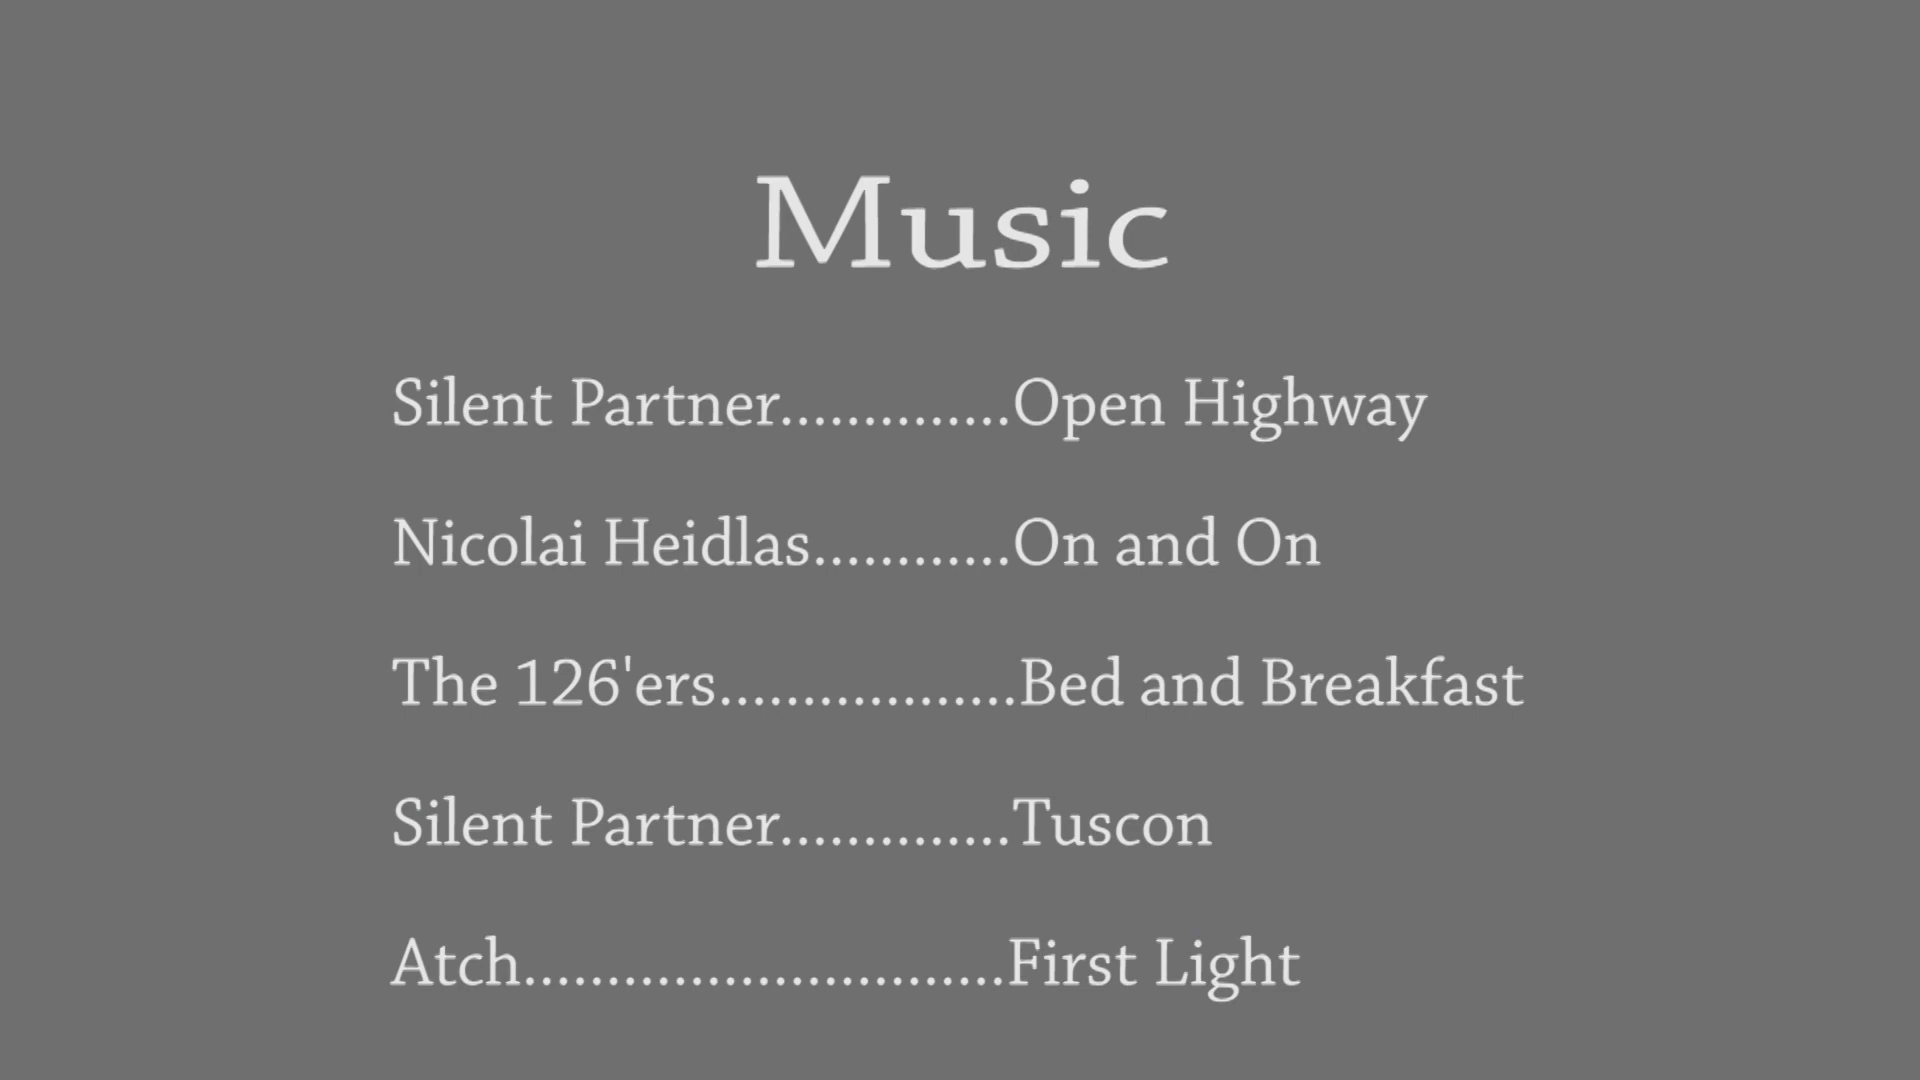 Music
Silent Partner..............Open Highway
Nicolai Heidlas............On and On
The 126'ers..................Bed and Breakfast
Silent Partner..............Tuscon
Atch.............................First Light